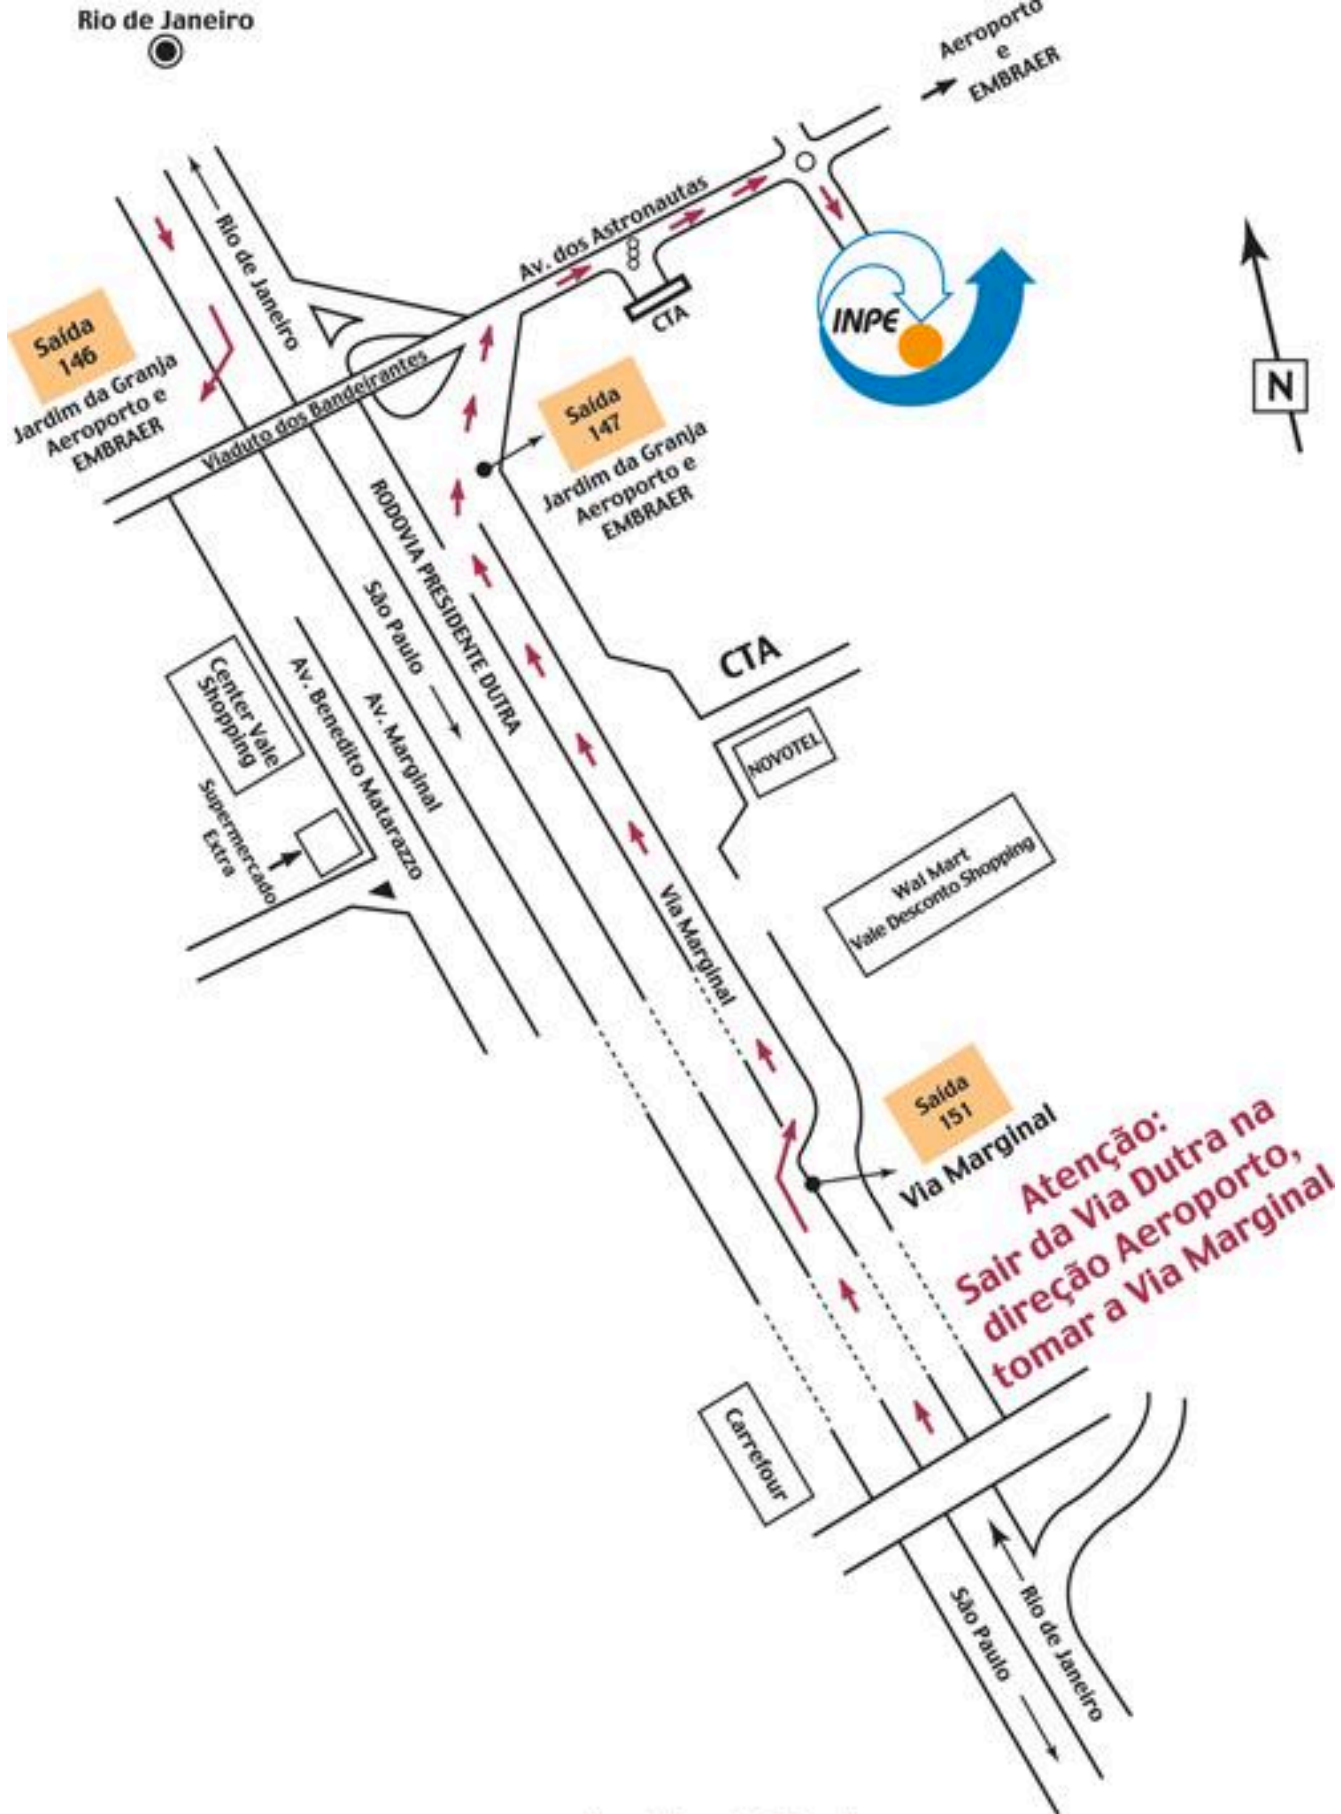 Rio de Janeiro
Aeroporto
e
EMBRAER
Rio de Janeiro
Av. dos Astronautas
CTA
INPE
N
Saída
146
Jardim da Granja
Aeroporto e
EMBRAER
Viaduto dos Bandeirantes
Saída
147
Jardim da Granja
Aeroporto e
EMBRAER
RODOVIA PRESIDENTE DUTRA
São Paulo
CTA
NOVOTEL
Center Vale
Shopping
Av. Benedito Matarazzo
Av. Marginal
Supermercado
Extra
Wal Mart
Vale Desconto Shopping
Via Marginal
Saída
151
Via Marginal
Atenção:
Sair da Via Dutra na
direção Aeroporto,
tomar a Via Marginal
Carrefour
São Paulo
Rio de Janeiro